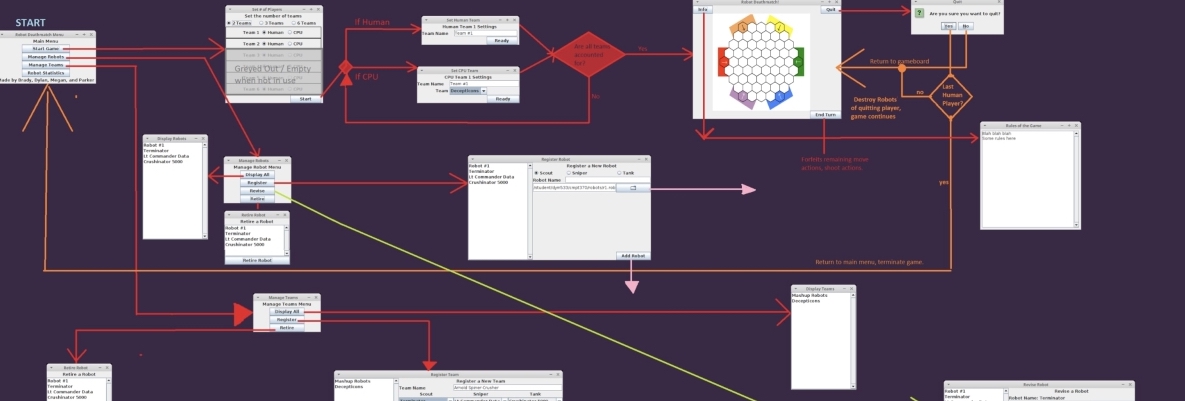 START
Robot Deathmatch! Menu
Main Menu
Start Game
Manage Robots
Manage Teams
Robot Statistics
Made by Brady, Dylan, Megan, and Parker
Set # of Players
Set the number of teams
2 Teams 3 Teams 6 Teams
Team 1 Human CPU
Team 2 Human CPU
Greyed Out / Empty
when not in use
Start
If Human
If CPU
Set Human Team
Human Team 1 Settings
Team Name Team #1
Ready
Set CPU Team
CPU Team 1 Settings
Team Name Team #1
Team Decepticons
Ready
Are all teams
accounted
for?
Yes
No
Robot Deathmatch!
Info
Quit
End Turn
Forfeits remaining move
actions, shoot actions.
Quit?
Are you sure you want to quit?
Yes No
Return to gameboard
no
Last
Human
Player?
Destroy Robots
of quitting player,
game continues
yes
Return to main menu, terminate game.
Rules of the Game
Blah blah blah
Some rules here
Display Robots
Robot #1
Terminator
Lt Commander Data
Crushinator 5000
Manage Robots
Manage Robot Menu
Display All
Register
Revise
Retire
Retire Robot
Retire a Robot
Robot #1
Terminator
Lt Commander Data
Crushinator 5000
Retire Robot
Register Robot
Robot #1
Terminator
Lt Commander Data
Crushinator 5000
Register a New Robot
Scout Sniper Tank
Robot Name
Add Robot
Manage Teams
Manage Teams Menu
Display All
Register
Retire
Display Teams
Mashup Robots
Decepticons
Retire Robot
Retire a Robot
Robot #1
Terminator
Lt Commander Data
Crushinator 5000
Register Team
Mashup Robots
Decepticons
Register a New Team
Team Name
Scout Sniper Tank
Revise Robot
Robot #1
Terminator
Revise a Robot
Robot Name: Terminator